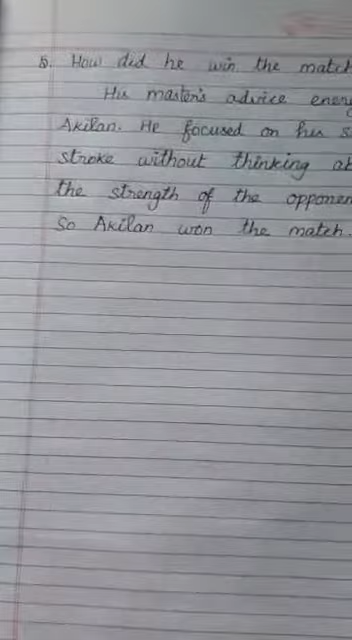 5. How did he win the match
His master's advice energ
Akilan. He focused on his s
stroke without thinking ab
the strength of the opponen
So Akilan won the match.